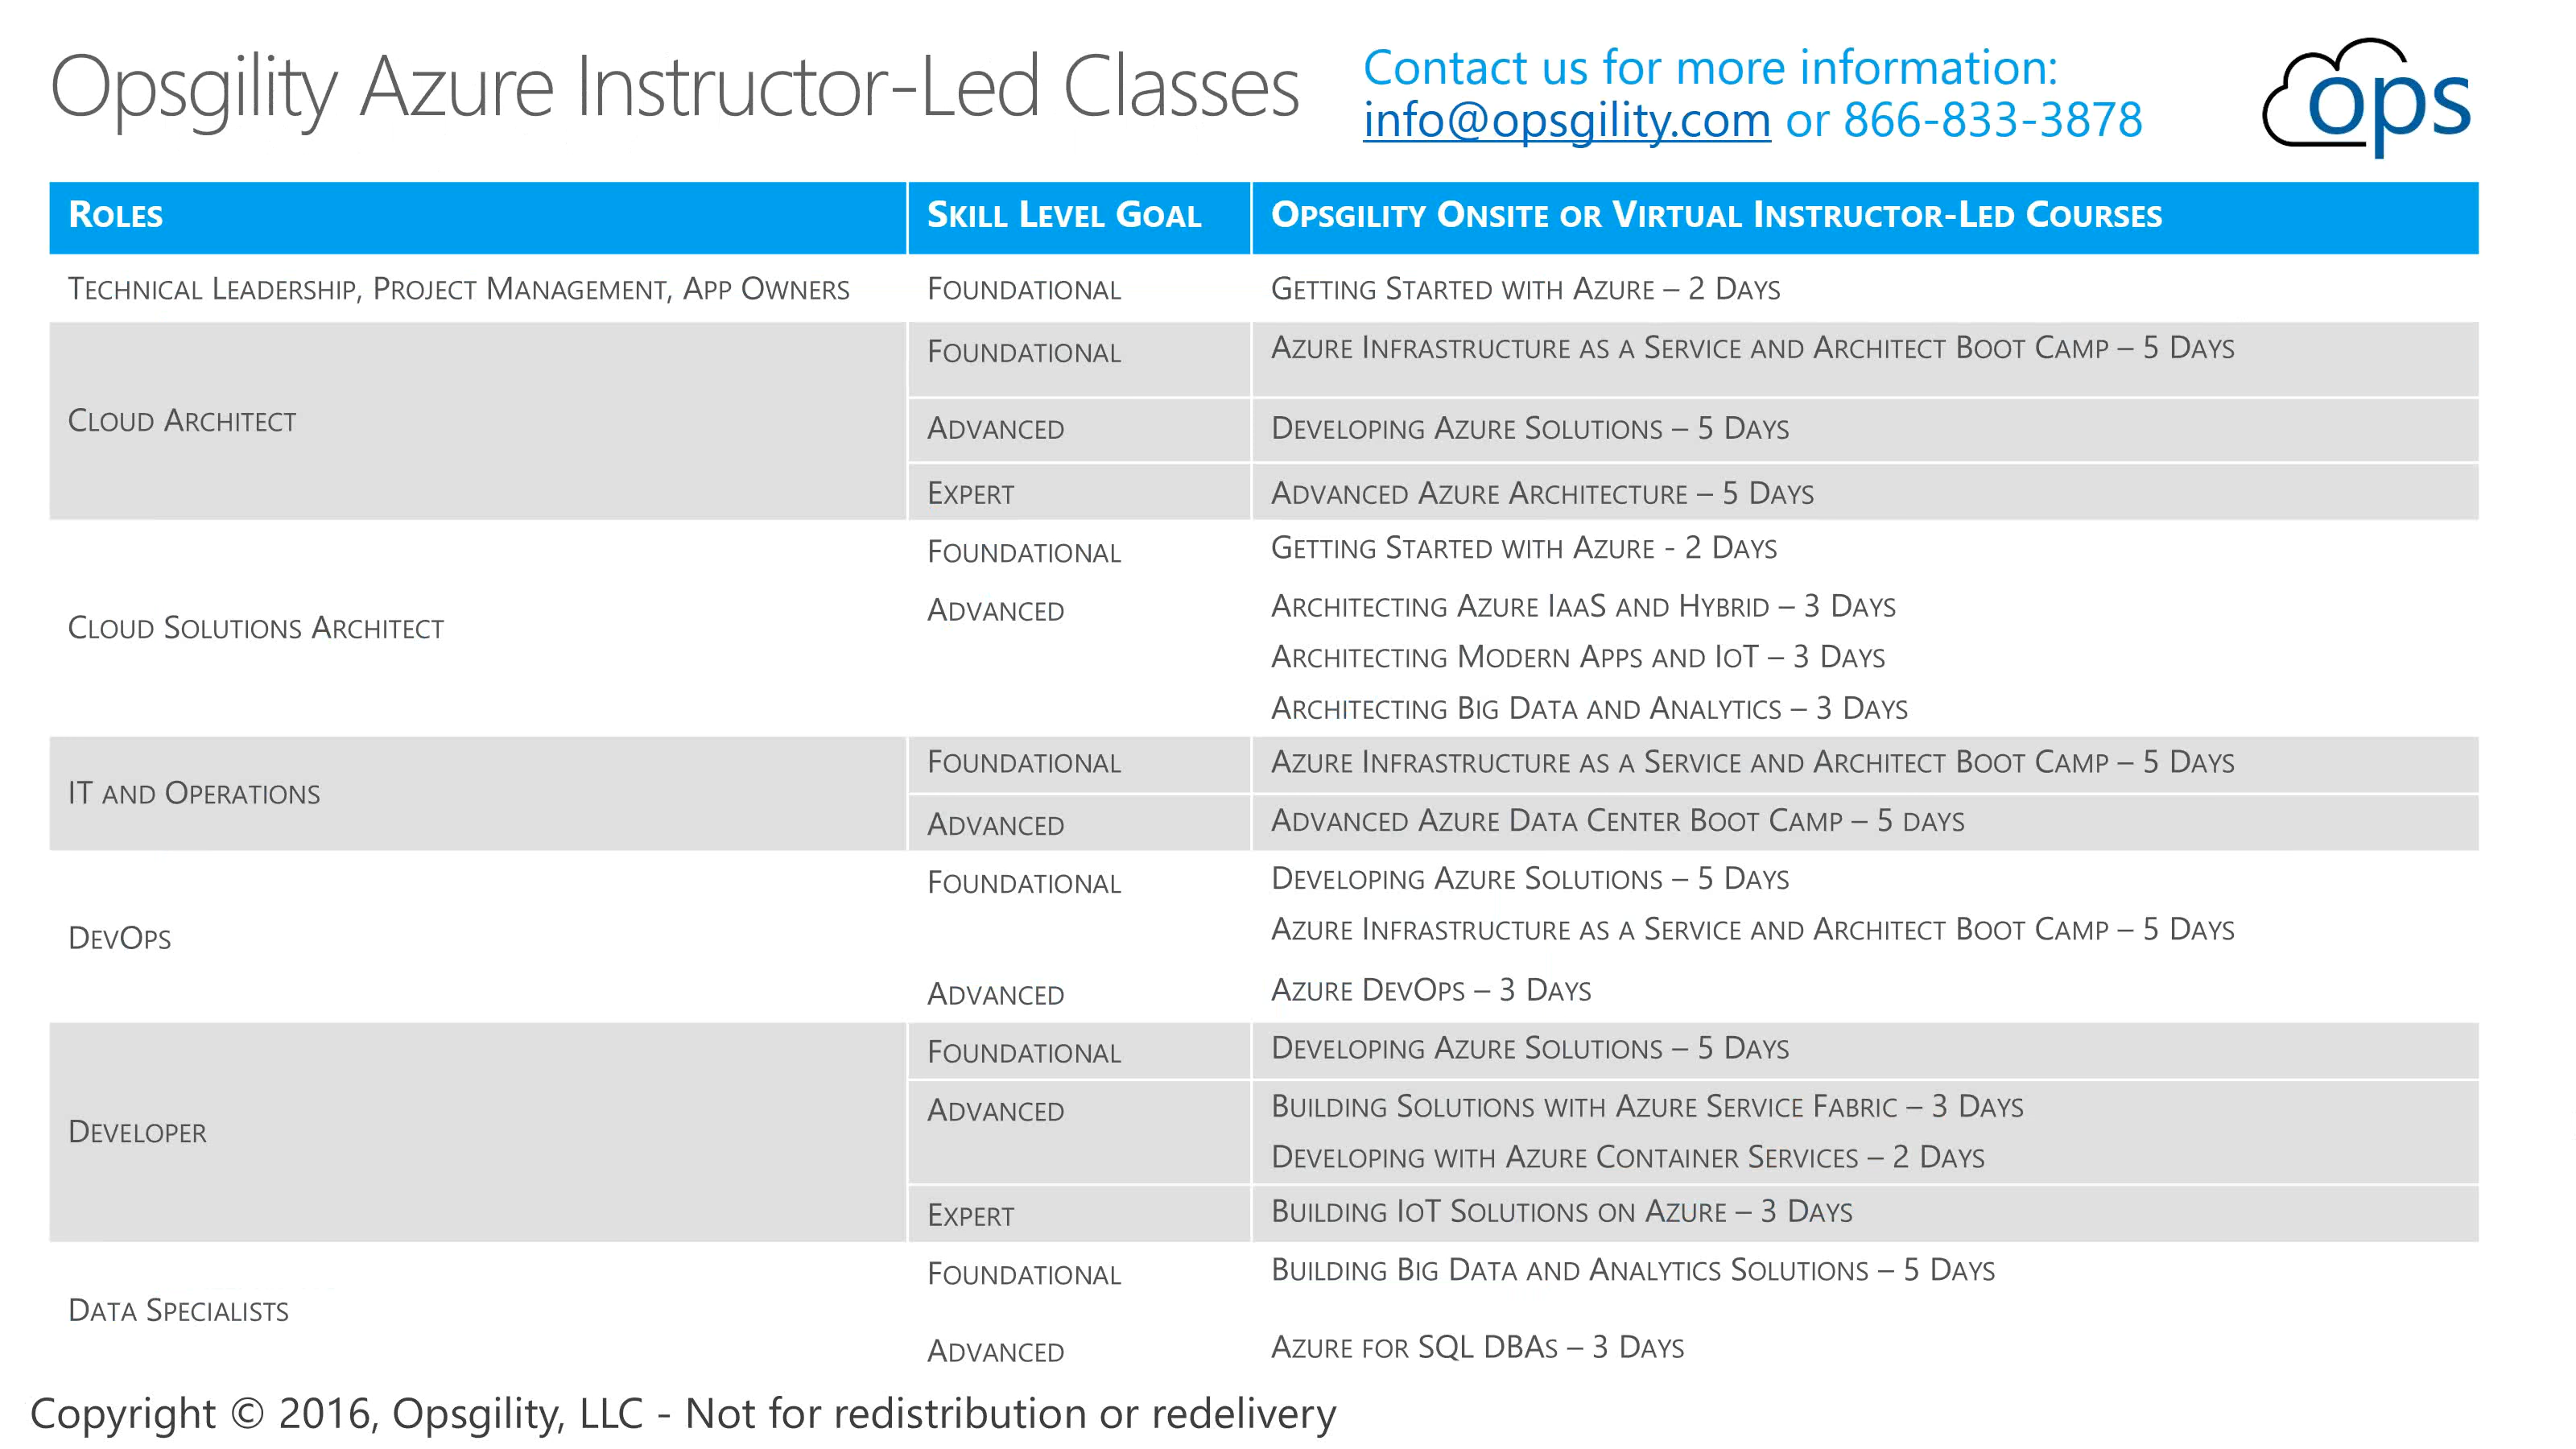 Opsgility Azure Instructor-Led Classes
Contact us for more information:
info@opsgility.com or 866-833-3878
ops
Roles Skill Level Goal Opsgility Onsite or Virtual Instructor-Led Courses
Technical Leadership, Project Management, App Owners Foundational Getting Started with Azure – 2 Days
Cloud Architect
Foundational Azure Infrastructure as a Service and Architect Boot Camp – 5 Days
Advanced Developing Azure Solutions – 5 Days
Expert Advanced Azure Architecture – 5 Days
Cloud Solutions Architect
Foundational Getting Started with Azure - 2 Days
Advanced Architecting Azure IaaS and Hybrid – 3 Days
Architecting Modern Apps and IoT – 3 Days
Architecting Big Data and Analytics – 3 Days
IT and Operations
Foundational Azure Infrastructure as a Service and Architect Boot Camp – 5 Days
Advanced Advanced Azure Data Center Boot Camp – 5 days
DevOps
Foundational Developing Azure Solutions – 5 Days
Azure Infrastructure as a Service and Architect Boot Camp – 5 Days
Advanced Azure DevOps – 3 Days
Developer
Foundational Developing Azure Solutions – 5 Days
Advanced Building Solutions with Azure Service Fabric – 3 Days
Developing with Azure Container Services – 2 Days
Expert Building IoT Solutions on Azure – 3 Days
Data Specialists
Foundational Building Big Data and Analytics Solutions – 5 Days
Advanced Azure for SQL DBAs – 3 Days
Copyright © 2016, Opsgility, LLC - Not for redistribution or redelivery